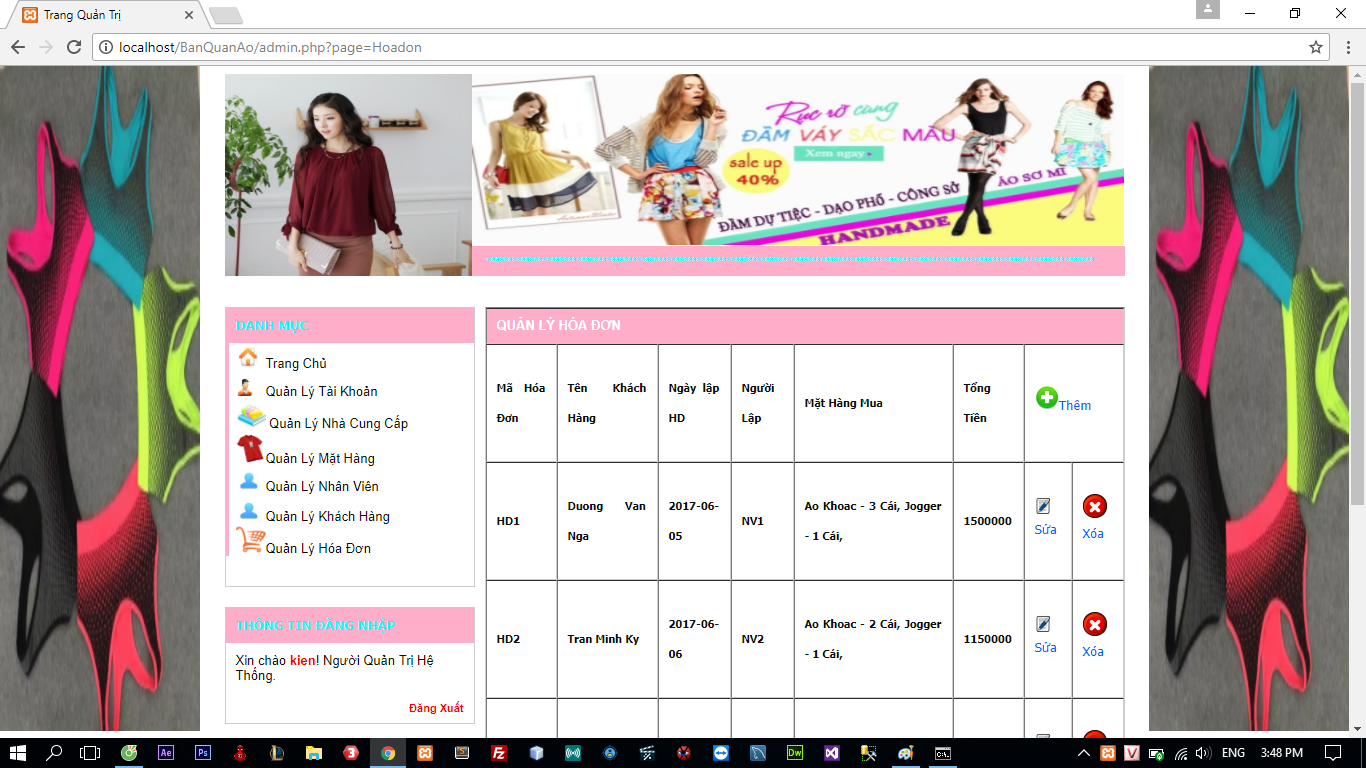 Trang Quản Trị
localhost/BanQuanAo/admin.php?page=Hoadon
Rực rỡ cùng
ĐẦM VÁY SẮC MÀU
Xem ngay
sale up
40%
ĐẦM DỰ TIỆC - DẠO PHỐ - CÔNG SỞ
ÁO SƠ MI
HANDMADE
DANH MỤC
Trang Chủ
Quản Lý Tài Khoản
Quản Lý Nhà Cung Cấp
Quản Lý Mặt Hàng
Quản Lý Nhân Viên
Quản Lý Khách Hàng
Quản Lý Hóa Đơn
THÔNG TIN ĐĂNG NHẬP
Xin chào kien! Người Quản Trị Hệ
Thống.
Đăng Xuất
QUẢN LÝ HÓA ĐƠN
Mã Hóa
Đơn
Tên Khách
Hàng
Ngày lập
HD
Người
Lập
Mặt Hàng Mua
Tổng
Tiền
Thêm
HD1
Duong Van
Nga
2017-06-
05
NV1
Ao Khoac - 3 Cái, Jogger
- 1 Cái,
1500000
Sửa
Xóa
HD2
Tran Minh Ky
2017-06-
06
NV2
Ao Khoac - 2 Cái, Jogger
- 1 Cái,
1150000
Sửa
Xóa
Ae
Ps
3
Fz
Dw
C:\.
V
ENG
3:48 PM